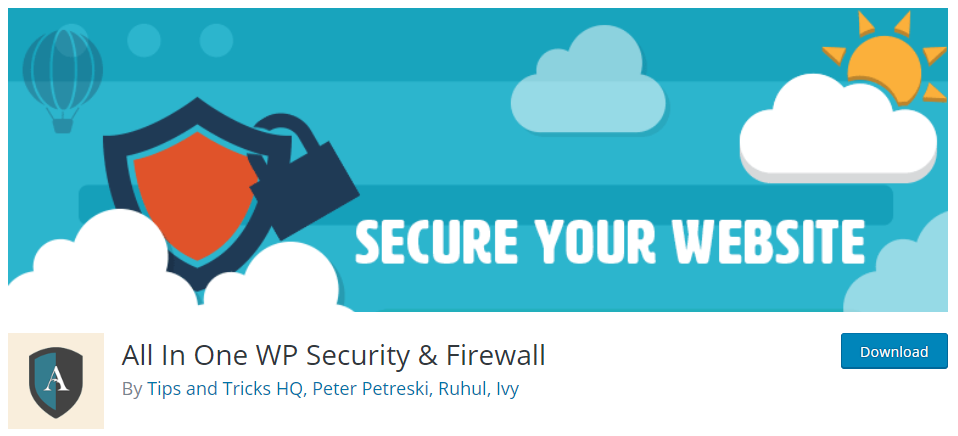 SECURE YOUR WEBSITE
All In One WP Security & Firewall
Download
By Tips and Tricks HQ, Peter Petreski, Ruhul, Ivy
A